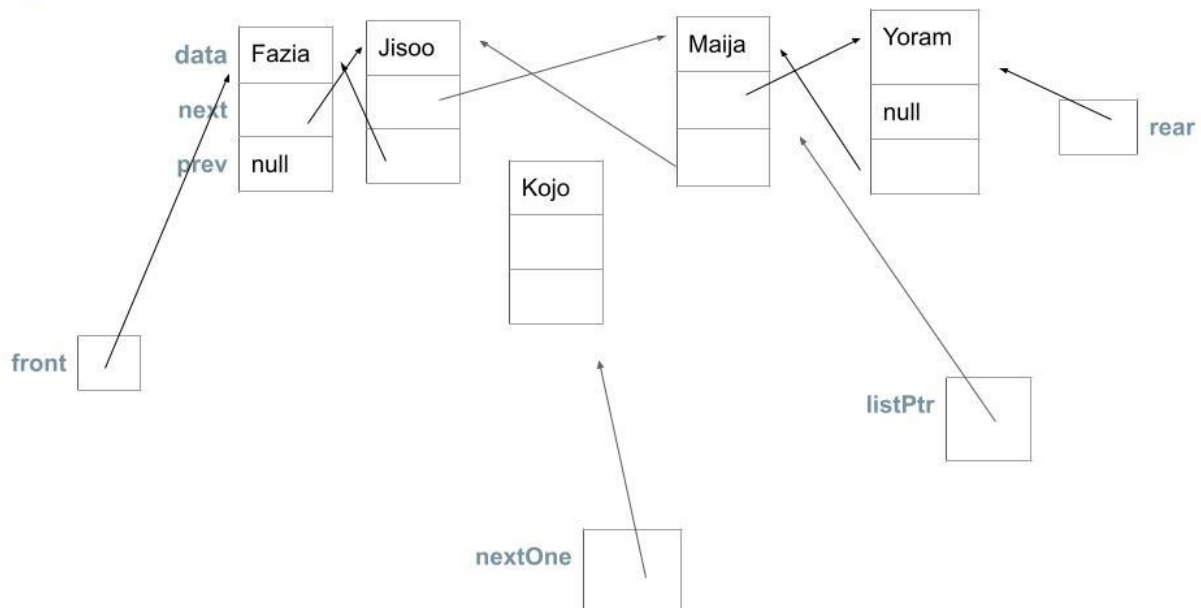 data Fazia Jisoo Maija Yoram
next null rear
prev null
Kojo
front
listPtr
nextOne